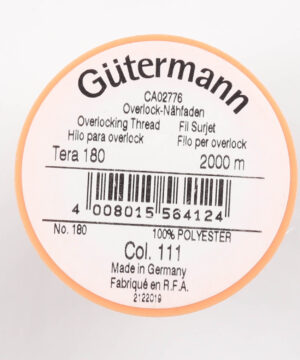 Gütermann
CA02776
Overlock-Nähfaden
Overlocking Thread Fil Surjet
Hilo para overlock Filo per overlock
Tera 180 2000 m
4 008015 564124
No. 180 100% POLYESTER
Col. 111
Made in Germany
Fabriqué en R.F.A.
2122019